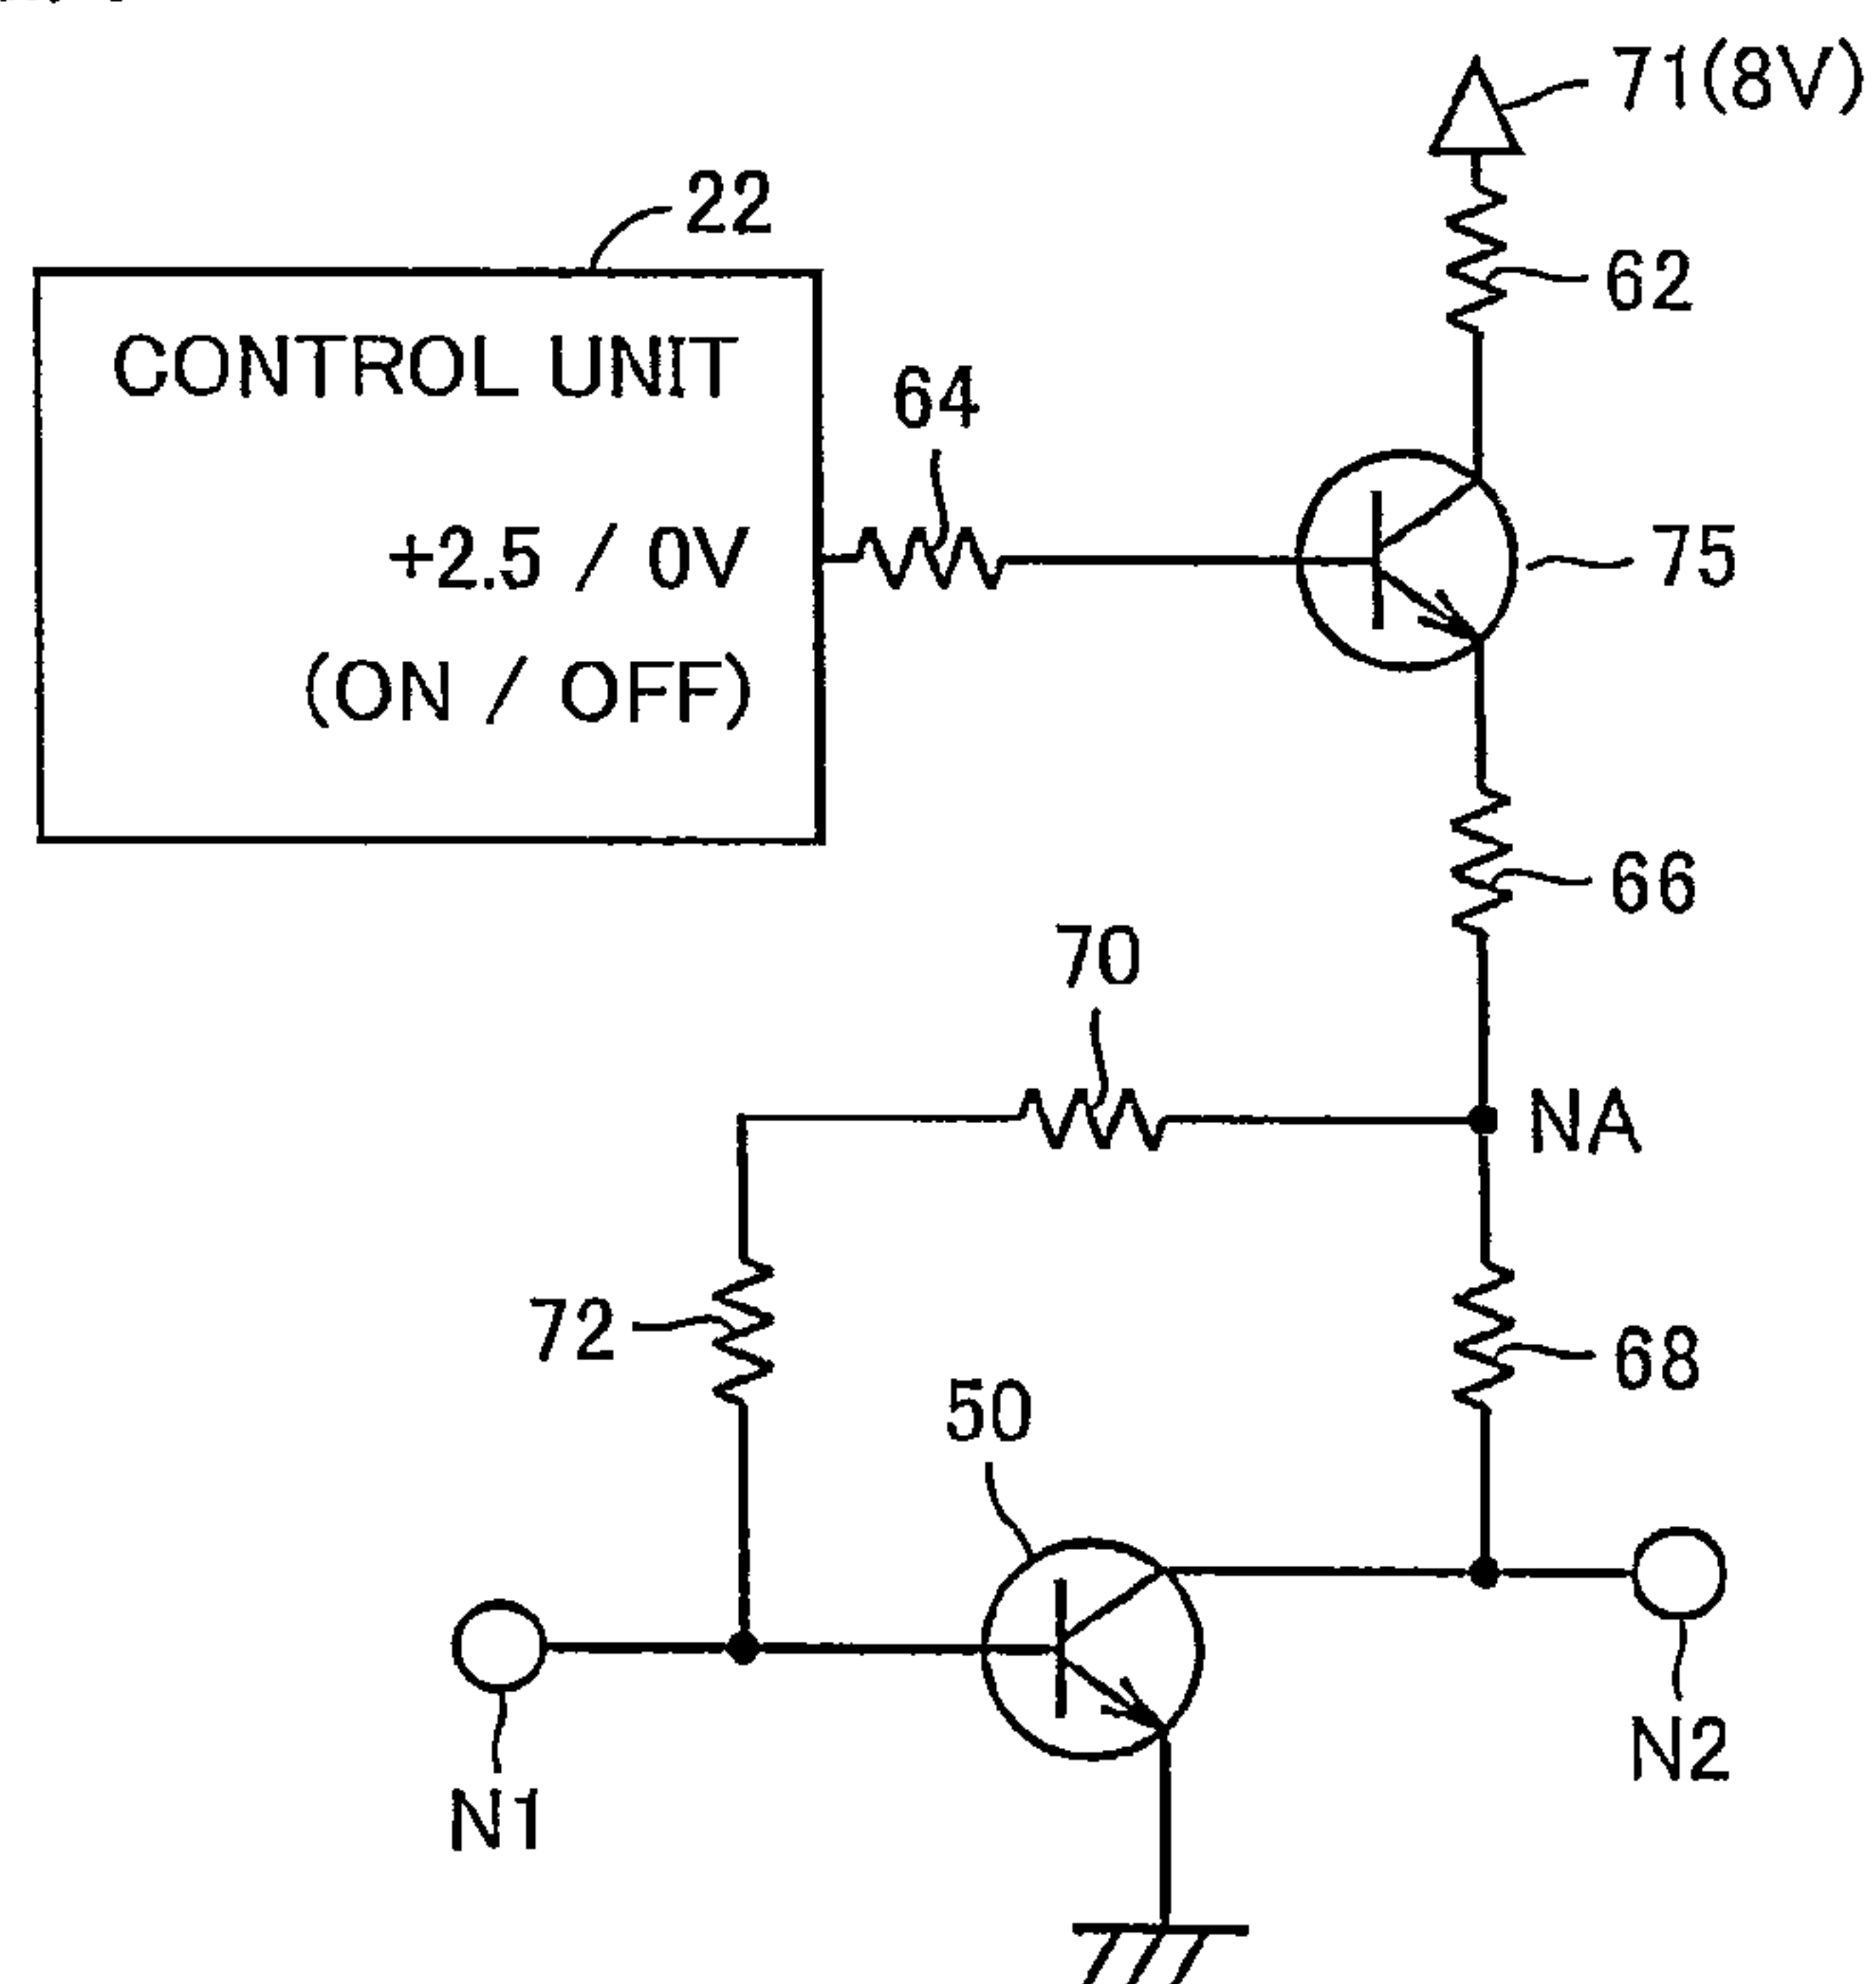 71(8V)
22
62
CONTROL UNIT
64
+2.5 / 0V
75
(ON / OFF)
66
70
NA
72
68
50
N2
N1